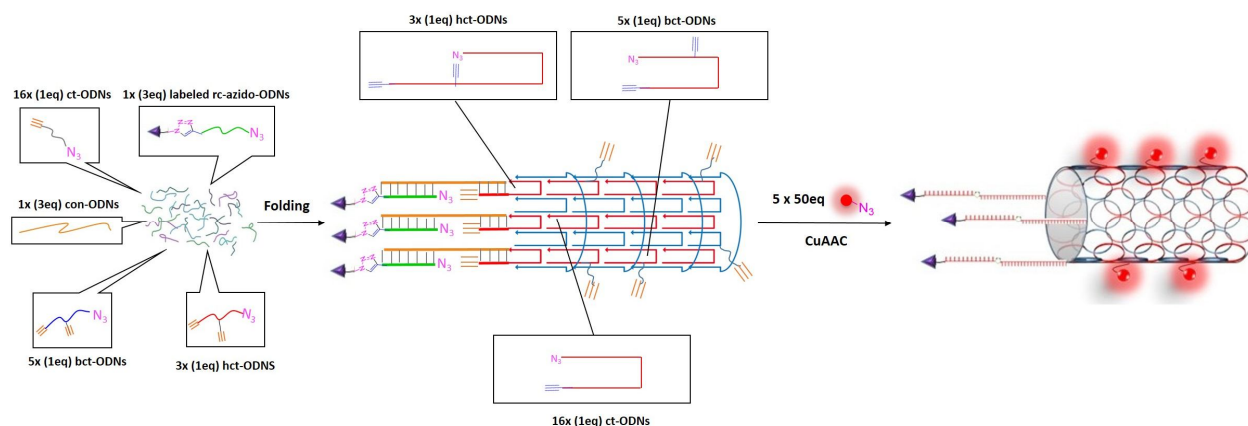 3x (1eq) hct-ODNs
5x (1eq) bct-ODNs
N3
N3
16x (1eq) ct-ODNs
1x (3eq) labeled rc-azido-ODNs
N3
N=N
N
N3
1x (3eq) con-ODNs
Folding
N=N
N
N3
N=N
N
N3
N=N
N
N3
5 x 50eq
N3
CuAAC
N3
N3
5x (1eq) bct-ODNs
3x (1eq) hct-ODNS
N3
16x (1eq) ct-ODNs